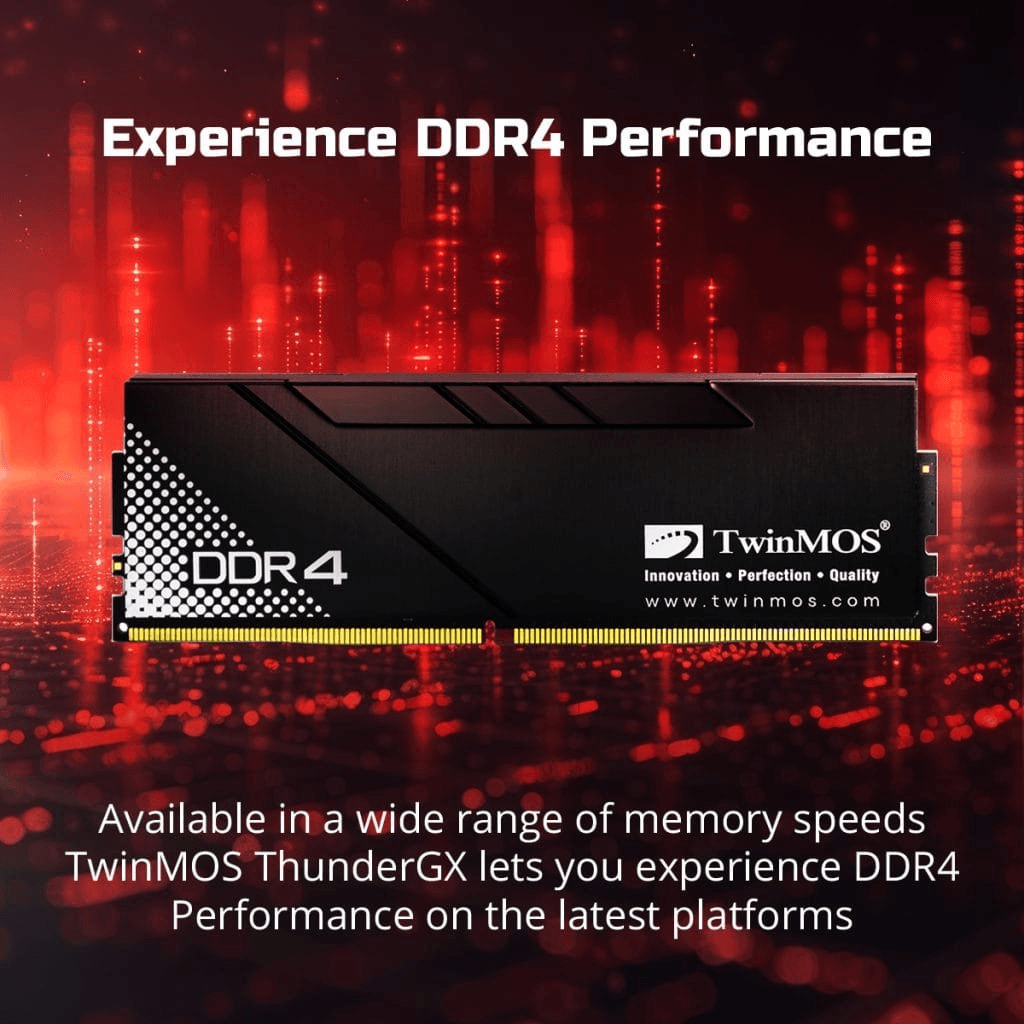 Experience DDR4 Performance
DDR4
TwinMOS®
Innovation • Perfection • Quality
www.twinmos.com
Available in a wide range of memory speeds
TwinMOS ThunderGX lets you experience DDR4
Performance on the latest platforms